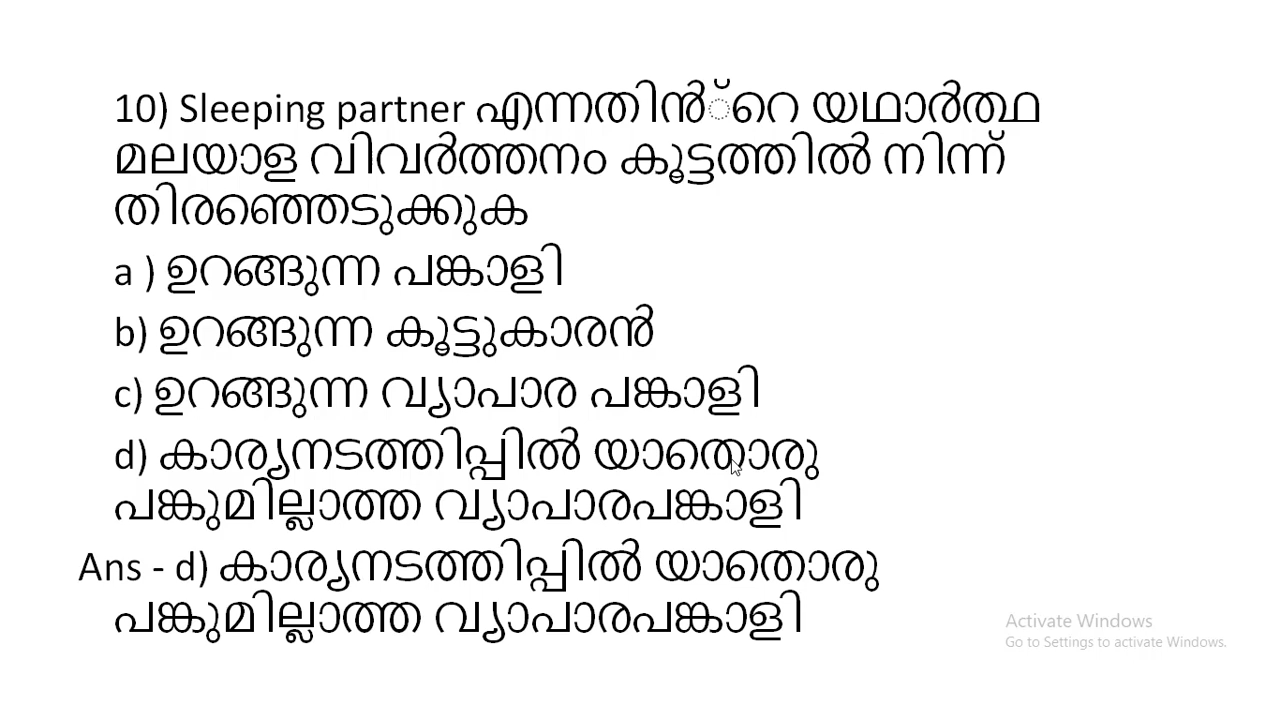 10) Sleeping partner എന്നതിൻ്റെ യഥാർത്ഥ
മലയാള വിവർത്തനം കൂട്ടത്തിൽ നിന്ന്
തിരഞ്ഞെടുക്കുക
a ) ഉറങ്ങുന്ന പങ്കാളി
b) ഉറങ്ങുന്ന കൂട്ടുകാരൻ
c) ഉറങ്ങുന്ന വ്യാപാര പങ്കാളി
d) കാര്യനടത്തിപ്പിൽ യാതൊരു
പങ്കുമില്ലാത്ത വ്യാപാരപങ്കാളി
Ans - d) കാര്യനടത്തിപ്പിൽ യാതൊരു
പങ്കുമില്ലാത്ത വ്യാപാരപങ്കാളി
Activate Windows
Go to Settings to activate Windows.